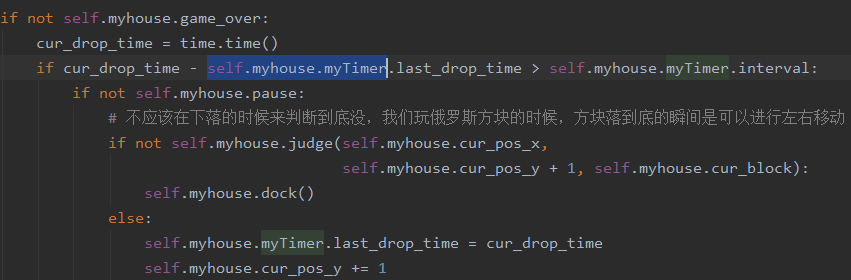 if not self.myhouse.game_over:
cur_drop_time = time.time()
if cur_drop_time - self.myhouse.myTimer.last_drop_time > self.myhouse.myTimer.interval:
if not self.myhouse.pause:
# 不应该在下落的时候来判断到底没，我们玩俄罗斯方块的时候，方块落到底的瞬间是可以进行左右移动
if not self.myhouse.judge(self.myhouse.cur_pos_x,
self.myhouse.cur_pos_y + 1, self.myhouse.cur_block):
self.myhouse.dock()
else:
self.myhouse.myTimer.last_drop_time = cur_drop_time
self.myhouse.cur_pos_y += 1